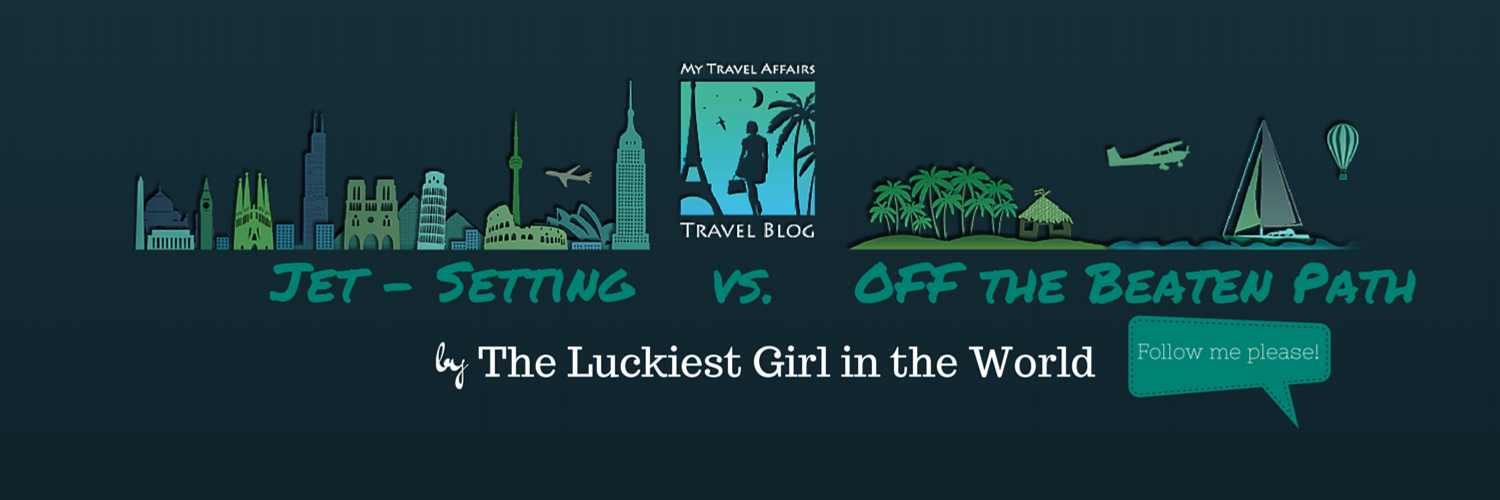 My Travel Affairs
Travel Blog
Jet - Setting vs. Off the Beaten Path
by The Luckiest Girl in the World
Follow me please!